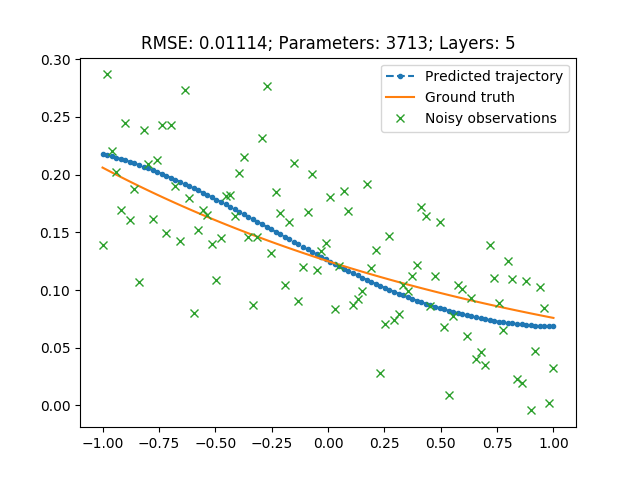 RMSE: 0.01114; Parameters: 3713; Layers: 5
Predicted trajectory
Ground truth
Noisy observations
0.30
0.25
0.20
0.15
0.10
0.05
0.00
−1.00 −0.75 −0.50 −0.25 0.00 0.25 0.50 0.75 1.00